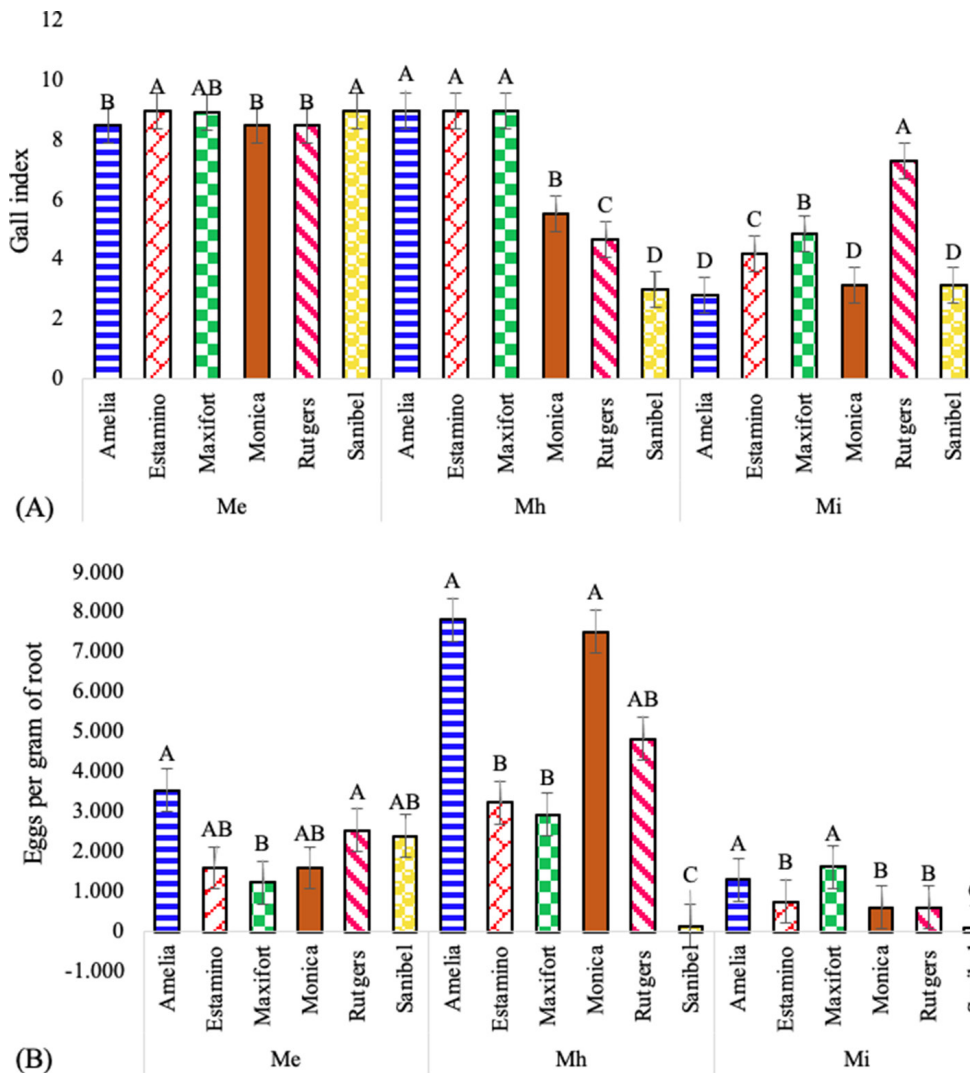 12
10
8
6
4
2
0
Gall index
B A AB B B A A A A B C D D C B D A D
Amelia Estamino Maxifort Monica Rutgers Sanibel Amelia Estamino Maxifort Monica Rutgers Sanibel Amelia Estamino Maxifort Monica Rutgers Sanibel
(A) Me Mh Mi
9.000
8.000
7.000
6.000
5.000
4.000
3.000
2.000
1.000
0
-1.000
Eggs per gram of root
A AB B AB A AB A B B A AB C A B A B B
Amelia Estamino Maxifort Monica Rutgers Sanibel Amelia Estamino Maxifort Monica Rutgers Sanibel Amelia Estamino Maxifort Monica Rutgers
(B) Me Mh Mi